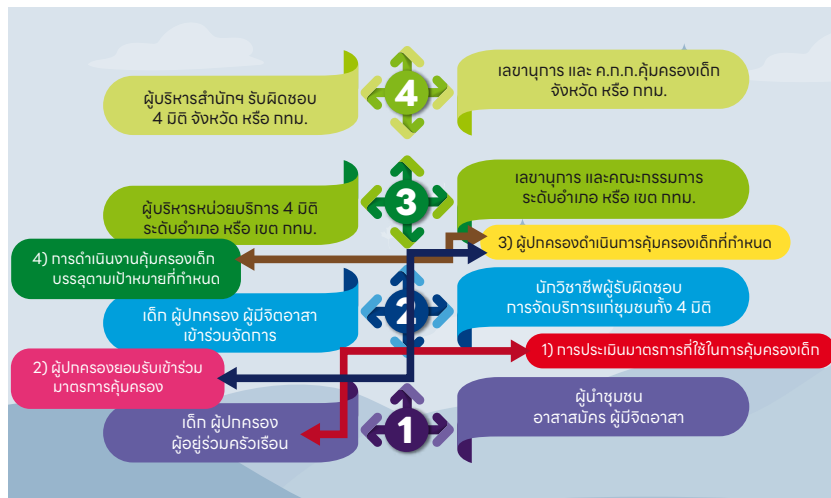 ผู้บริหารสำนักฯ รับผิดชอบ
4 มิติ จังหวัด หรือ กทม.
4
เลขานุการ และ ค.ก.ก.คุ้มครองเด็ก
จังหวัด หรือ กทม.
ผู้บริหารหน่วยบริการ 4 มิติ
ระดับอำเภอ หรือ เขต กทม.
3
เลขานุการ และคณะกรรมการ
ระดับอำเภอ หรือ เขต กทม.
3) ผู้ปกครองดำเนินการคุ้มครองเด็กที่กำหนด
4) การดำเนินงานคุ้มครองเด็ก
บรรลุตามเป้าหมายที่กำหนด
เด็ก ผู้ปกครอง ผู้มีจิตอาสา
เข้าร่วมจัดการ
2
นักวิชาชีพผู้รับผิดชอบ
การจัดบริการแก่ชุมชนทั้ง 4 มิติ
1) การประเมินมาตรการที่ใช้ในการคุ้มครองเด็ก
2) ผู้ปกครองยอมรับเข้าร่วม
มาตรการคุ้มครอง
เด็ก ผู้ปกครอง
ผู้อยู่ร่วมครัวเรือน
1
ผู้นำชุมชน
อาสาสมัคร ผู้มีจิตอาสา